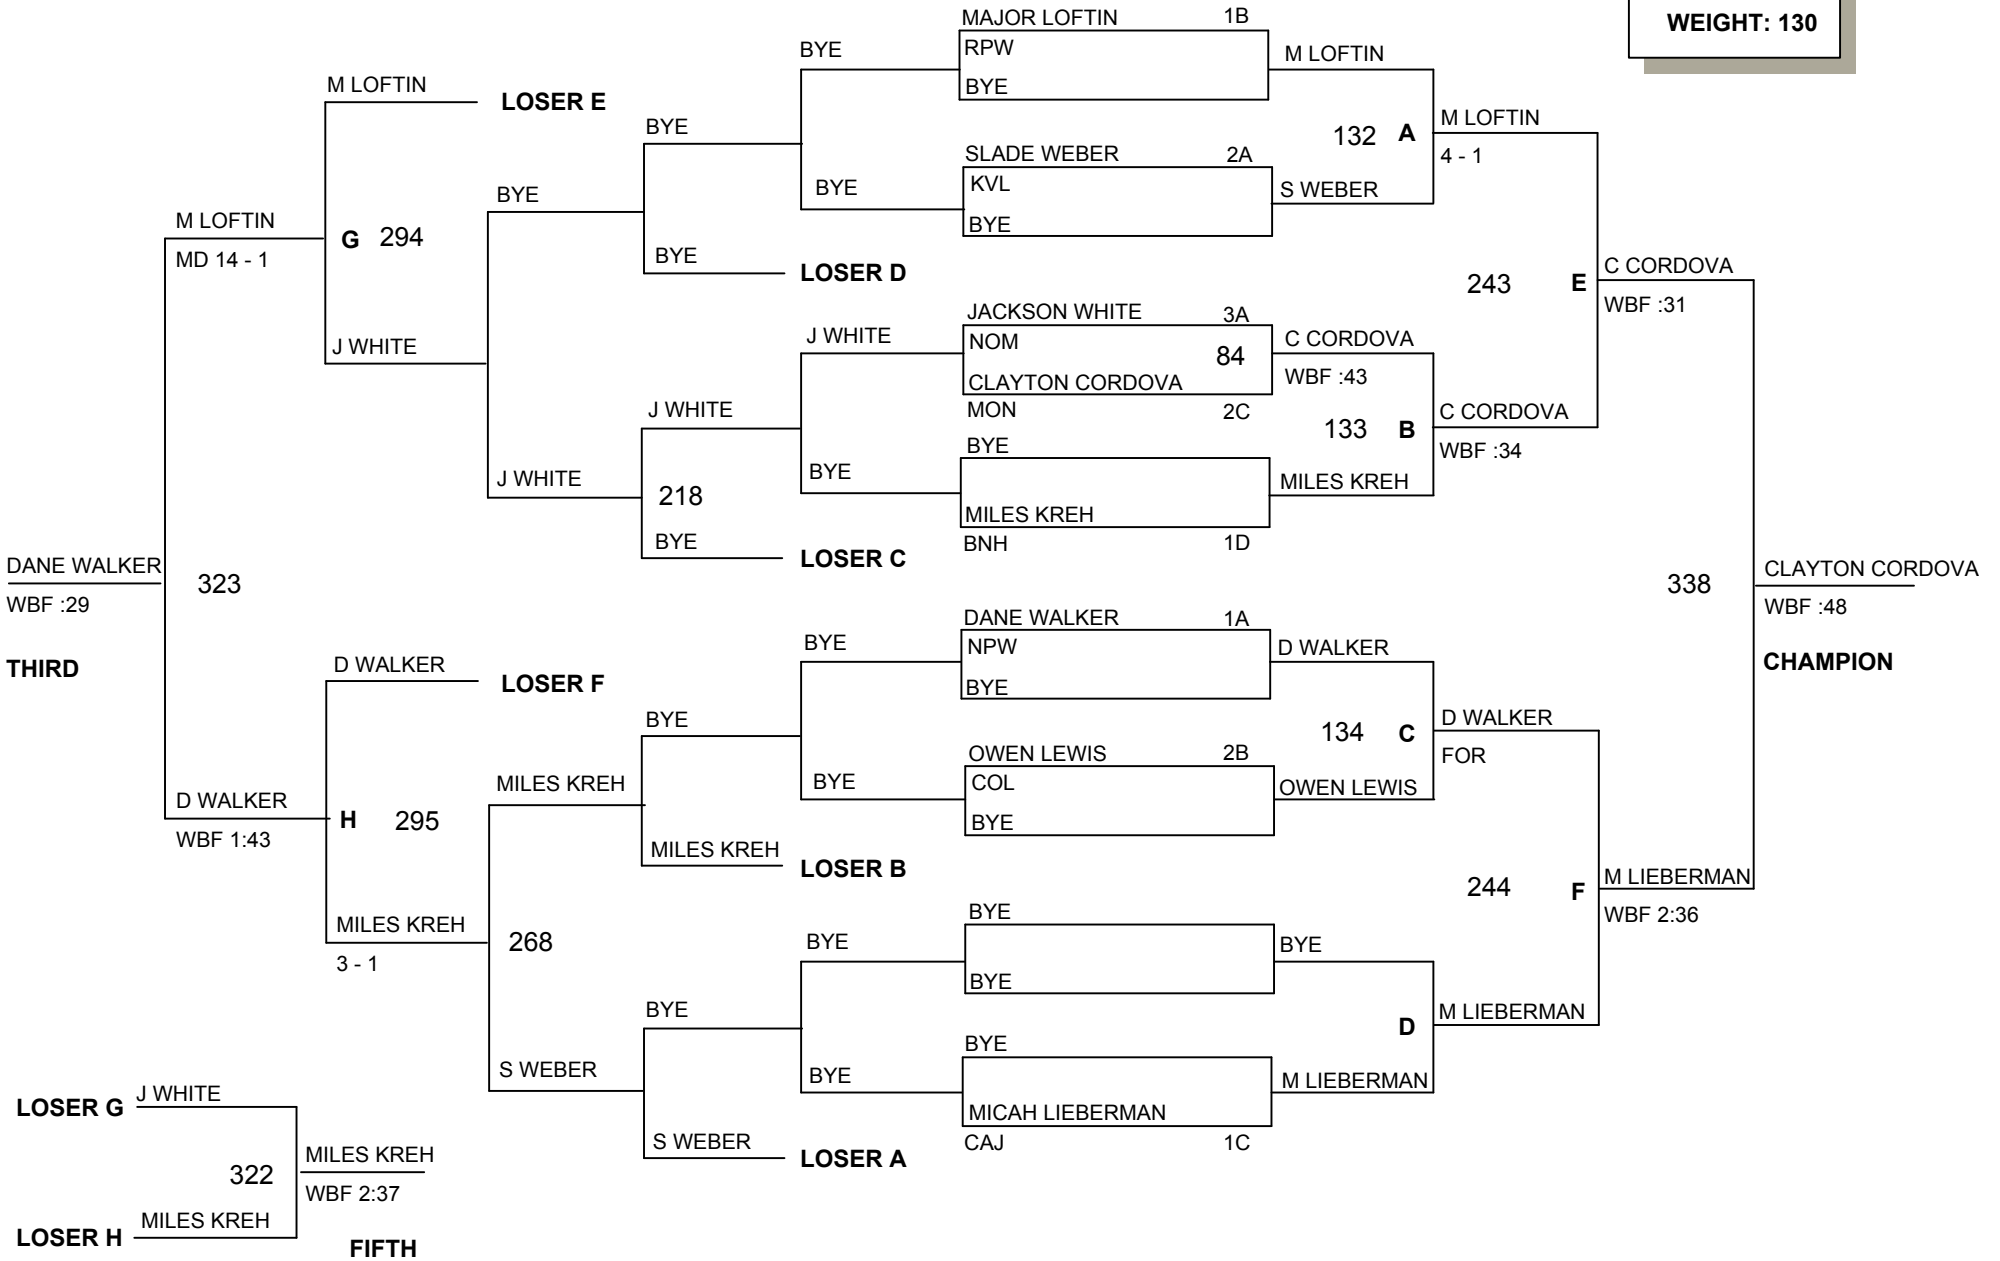 WEIGHT: 130
MAJOR LOFTIN 1B
RPW
BYE
SLADE WEBER 2A
KVL
BYE
JACKSON WHITE 3A
NOM
84
CLAYTON CORDOVA
MON 2C
BYE
MILES KREH
BNH 1D
DANE WALKER 1A
NPW
BYE
OWEN LEWIS 2B
COL
BYE
BYE
BYE
BYE
MICAH LIEBERMAN
CAJ 1C
M LOFTIN
132 A
S WEBER
C CORDOVA
WBF :43
133 B
MILES KREH
D WALKER
134 C
OWEN LEWIS
BYE
D
M LIEBERMAN
M LOFTIN
4 - 1
243 E
C CORDOVA
WBF :34
D WALKER
FOR
244 F
M LIEBERMAN
C CORDOVA
WBF :31
338
M LIEBERMAN
WBF 2:36
CLAYTON CORDOVA
WBF :48
CHAMPION
BYE
BYE
J WHITE
BYE
BYE
BYE
BYE
BYE
BYE
BYE
LOSER D
J WHITE
218
BYE
LOSER C
BYE
MILES KREH
LOSER B
BYE
S WEBER
LOSER A
BYE
J WHITE
MILES KREH
268
S WEBER
M LOFTIN
LOSER E
G 294
J WHITE
D WALKER
LOSER F
H 295
MILES KREH
3 - 1
M LOFTIN
MD 14 - 1
323
D WALKER
WBF 1:43
DANE WALKER
WBF :29
THIRD
LOSER G J WHITE
322
MILES KREH
WBF 2:37
LOSER H MILES KREH
FIFTH